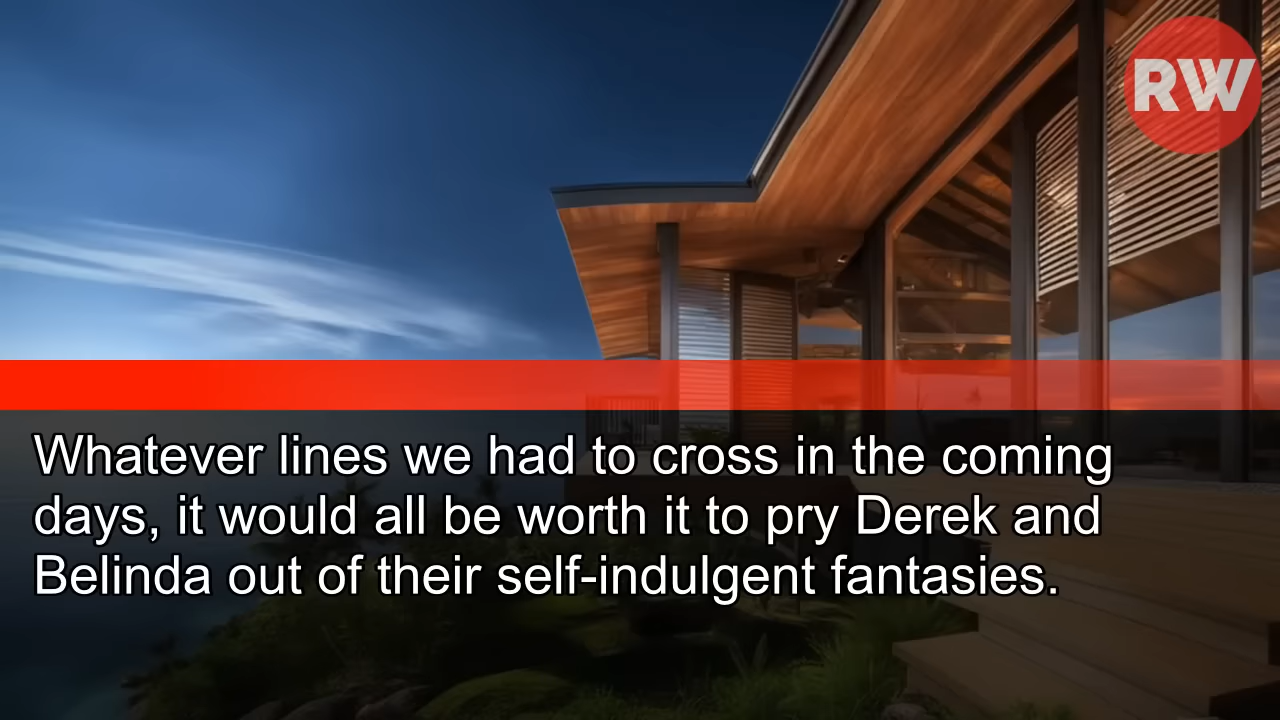 RW
Whatever lines we had to cross in the coming
days, it would all be worth it to pry Derek and
Belinda out of their self-indulgent fantasies.